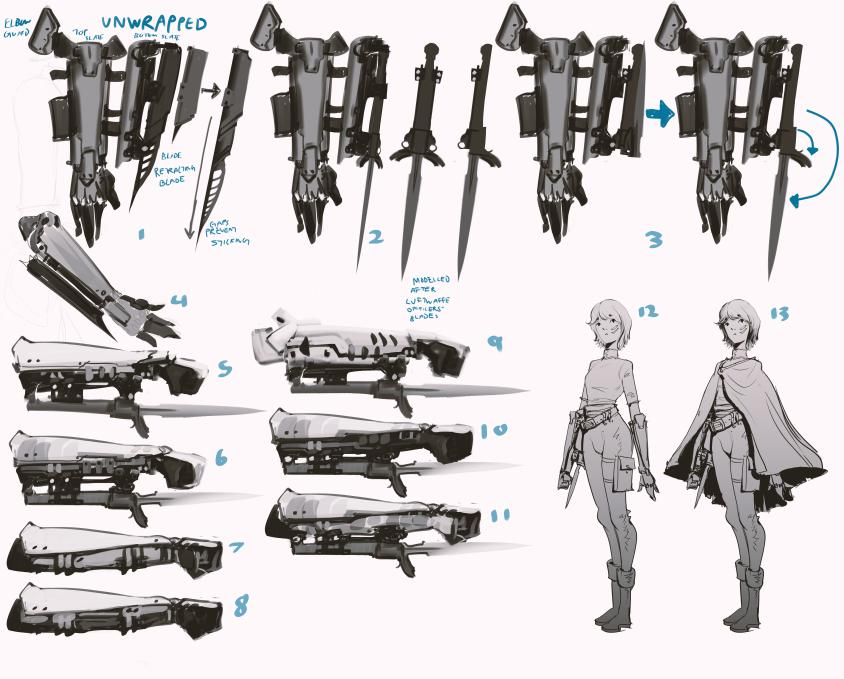 UNWRAPPED
ELBOW
GUARD
TOP
SLATE
BOTTOM SLATE
BLADE
RETRACTING
BLADE
GAPS
PREVENT
STICKING
1
2
3
MODELLED
AFTER
LUFTWAFFE
OFFICERS'
BLADES
4
5
6
7
8
9
10
11
12
13